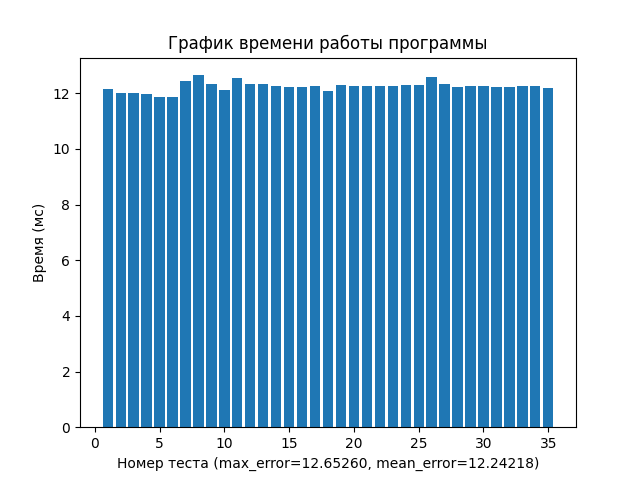 График времени работы программы
12
10
8
6
4
2
0
Время (мс)
0 5 10 15 20 25 30 35
Номер теста (max_error=12.65260, mean_error=12.24218)